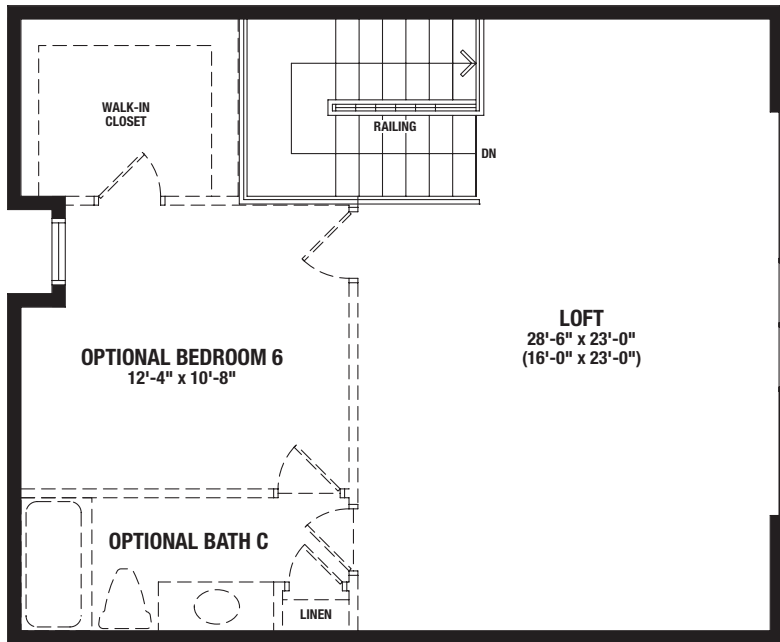 WALK-IN
CLOSET
RAILING
DN
LOFT
28'-6" x 23'-0"
(16'-0" x 23'-0")
OPTIONAL BEDROOM 6
12'-4" x 10'-8"
OPTIONAL BATH C
LINEN